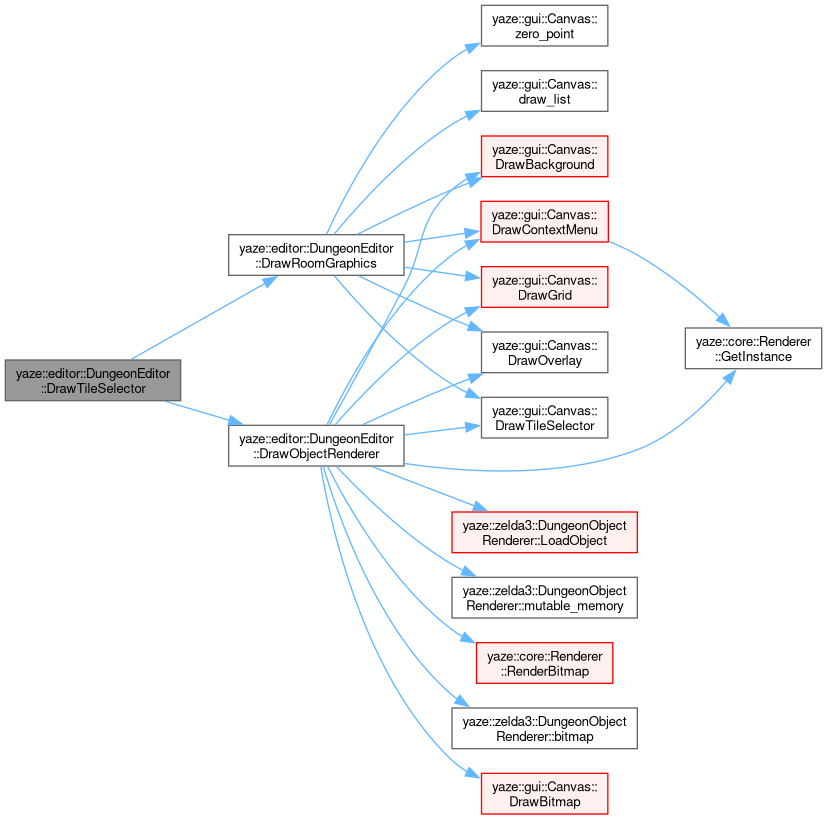 yaze::gui::Canvas::
zero_point
yaze::gui::Canvas::
draw_list
yaze::gui::Canvas::
DrawBackground
yaze::gui::Canvas::
DrawContextMenu
yaze::editor::DungeonEditor
::DrawRoomGraphics
yaze::gui::Canvas::
DrawGrid
yaze::core::Renderer
::GetInstance
yaze::gui::Canvas::
DrawOverlay
yaze::editor::DungeonEditor
::DrawTileSelector
yaze::gui::Canvas::
DrawTileSelector
yaze::editor::DungeonEditor
::DrawObjectRenderer
yaze::zelda3::DungeonObject
Renderer::LoadObject
yaze::zelda3::DungeonObject
Renderer::mutable_memory
yaze::core::Renderer
::RenderBitmap
yaze::zelda3::DungeonObject
Renderer::bitmap
yaze::gui::Canvas::
DrawBitmap